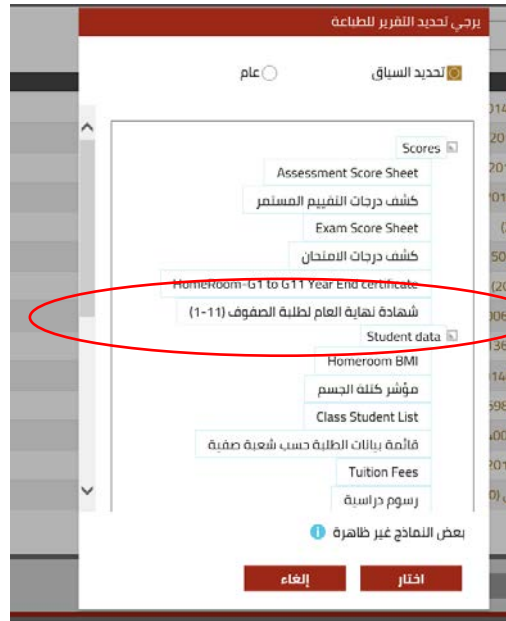 يرجي تحديد التقرير للطباعة
تحديد السياق
عام
Scores
Assessment Score Sheet
كشف درجات التقييم المستمر
Exam Score Sheet
كشف درجات الامتحان
HomeRoom-G1 to G11 Year End certificate
شهادة نهاية العام لطلبة الصفوف (11-1)
Student data
Homeroom BMI
مؤشر كتلة الجسم
Class Student List
قائمة بيانات الطلبة حسب شعبة صفية
Tuition Fees
رسوم دراسية
بعض النماذج غير ظاهرة
اختار
إلغاء